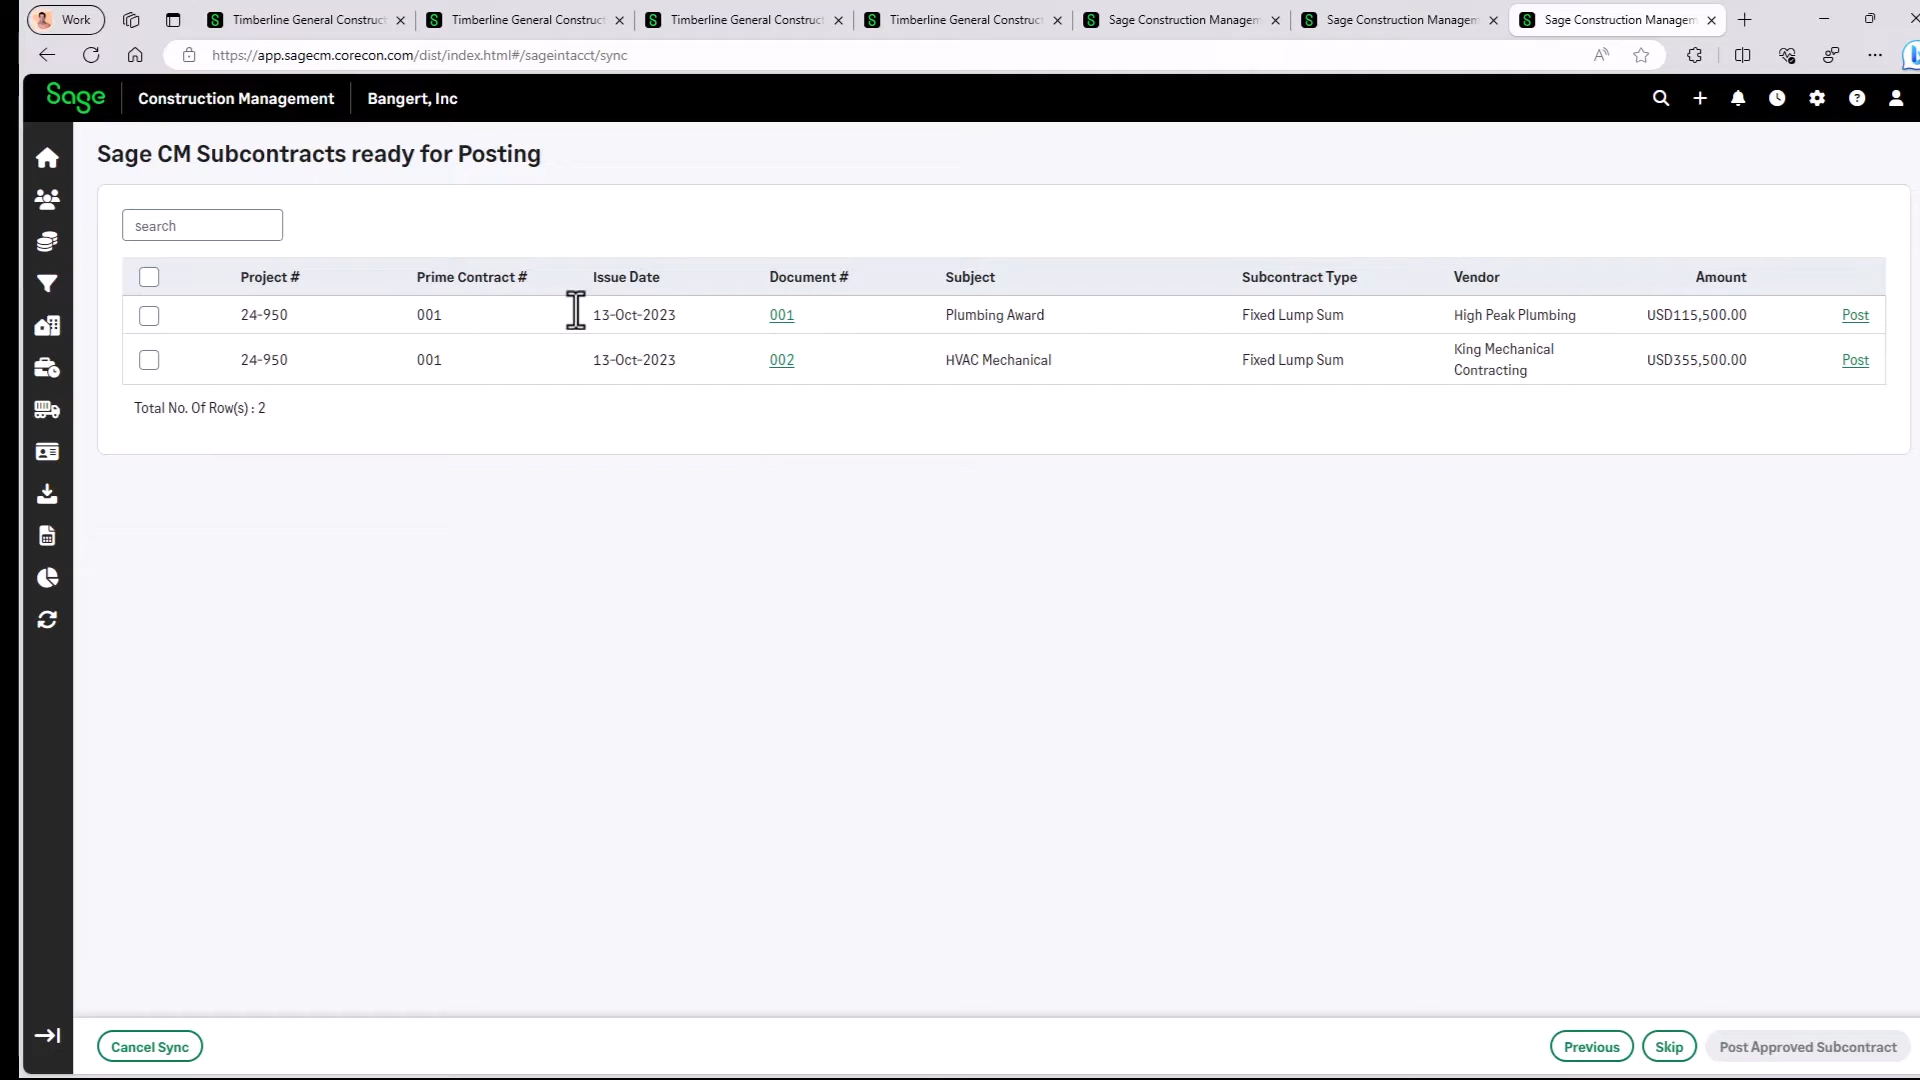 Work
Timberline General Construct
Timberline General Construct
Timberline General Construct
Timberline General Construct
Sage Construction Managem
Sage Construction Managem
Sage Construction Managem
https://app.sagecm.corecon.com/dist/index.html#/sageintacct/sync
Sage Construction Management Bangert, Inc
Sage CM Subcontracts ready for Posting
search
Project # Prime Contract # Issue Date Document # Subject Subcontract Type Vendor Amount
24-950 001 13-Oct-2023 001 Plumbing Award Fixed Lump Sum High Peak Plumbing USD115,500.00 Post
24-950 001 13-Oct-2023 002 HVAC Mechanical Fixed Lump Sum King Mechanical Contracting USD355,500.00 Post
Total No. Of Row(s) : 2
Cancel Sync Previous Skip Post Approved Subcontract